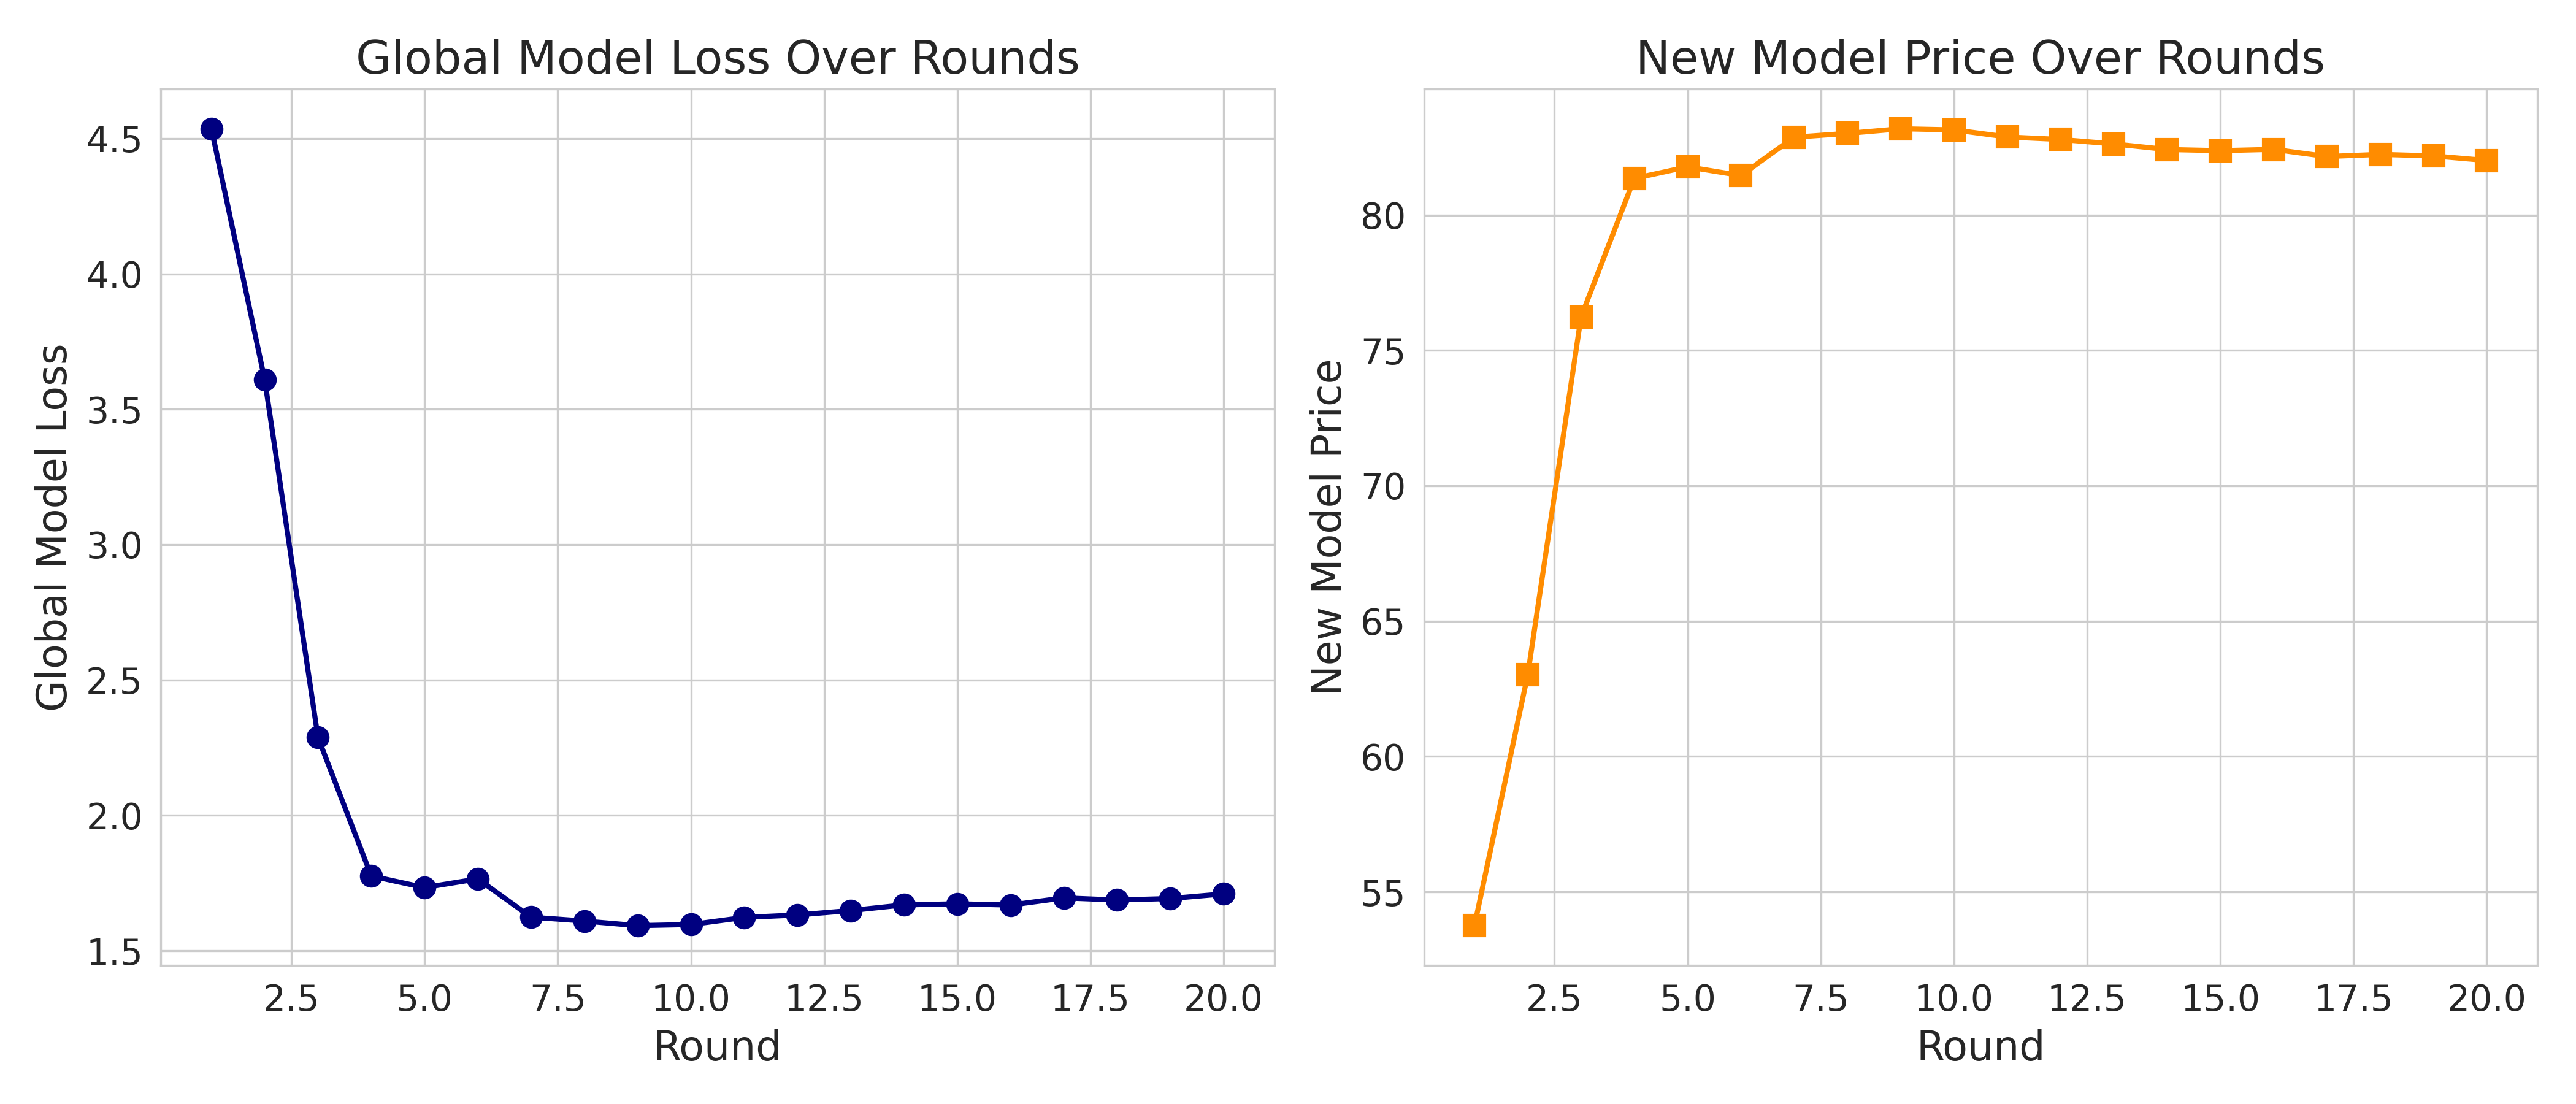 Global Model Loss Over Rounds
4.5
4.0
3.5
3.0
2.5
2.0
1.5
Global Model Loss
2.5 5.0 7.5 10.0 12.5 15.0 17.5 20.0
Round
New Model Price Over Rounds
80
75
70
65
60
55
New Model Price
2.5 5.0 7.5 10.0 12.5 15.0 17.5 20.0
Round